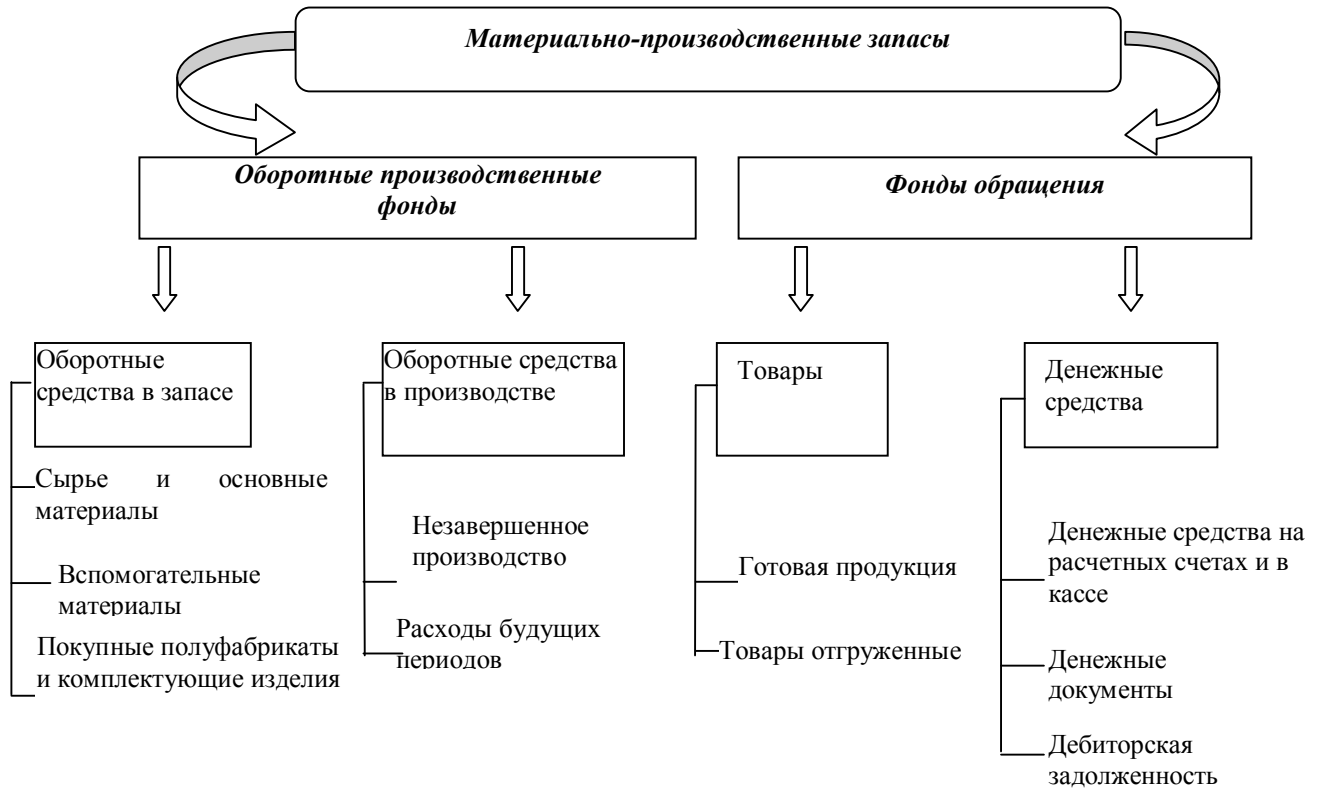 Материально-производственные запасы
Оборотные производственные
фонды
Фонды обращения
Оборотные
средства в запасе
Сырье и основные
материалы
Вспомогательные
материалы
Покупные полуфабрикаты
и комплектующие изделия
Оборотные средства
в производстве
Незавершенное
производство
Расходы будущих
периодов
Товары
Готовая продукция
Товары отгруженные
Денежные
средства
Денежные средства на
расчетных счетах и в
кассе
Денежные
документы
Дебиторская
задолженность